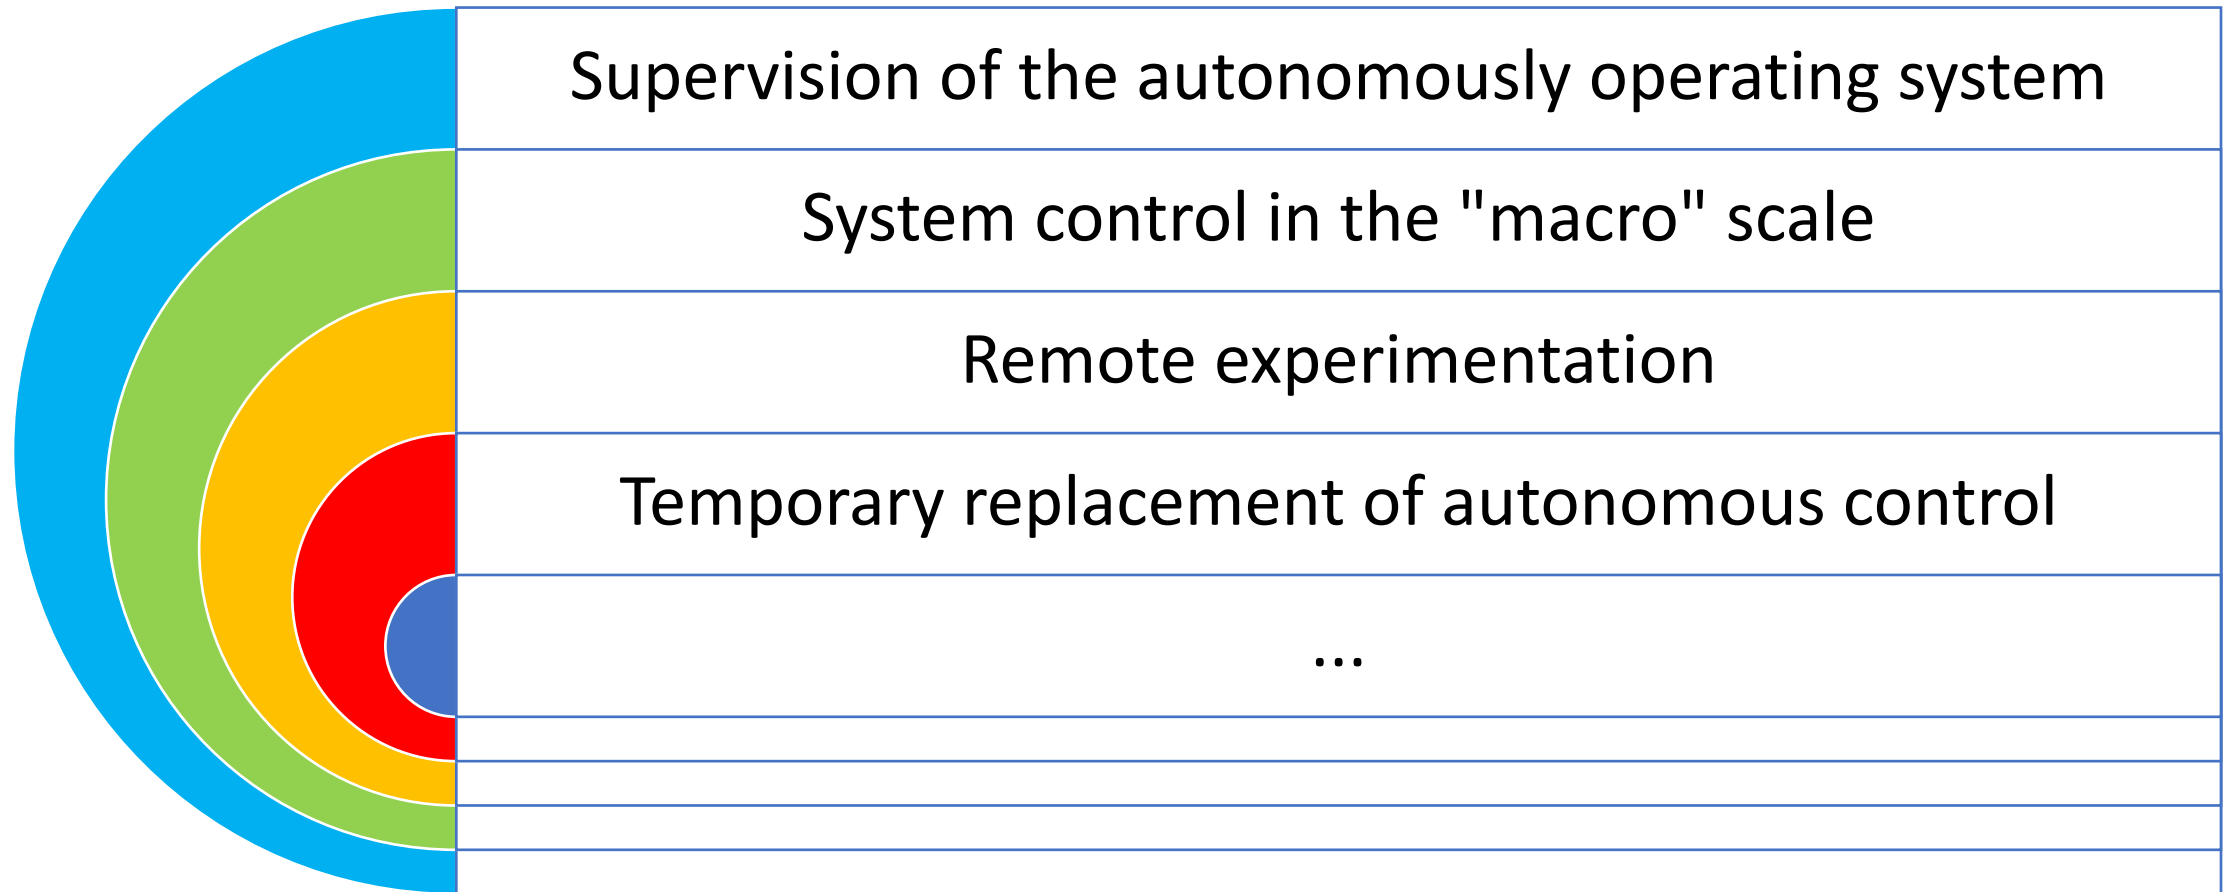 Supervision of the autonomously operating system
System control in the "macro" scale
Remote experimentation
Temporary replacement of autonomous control
...